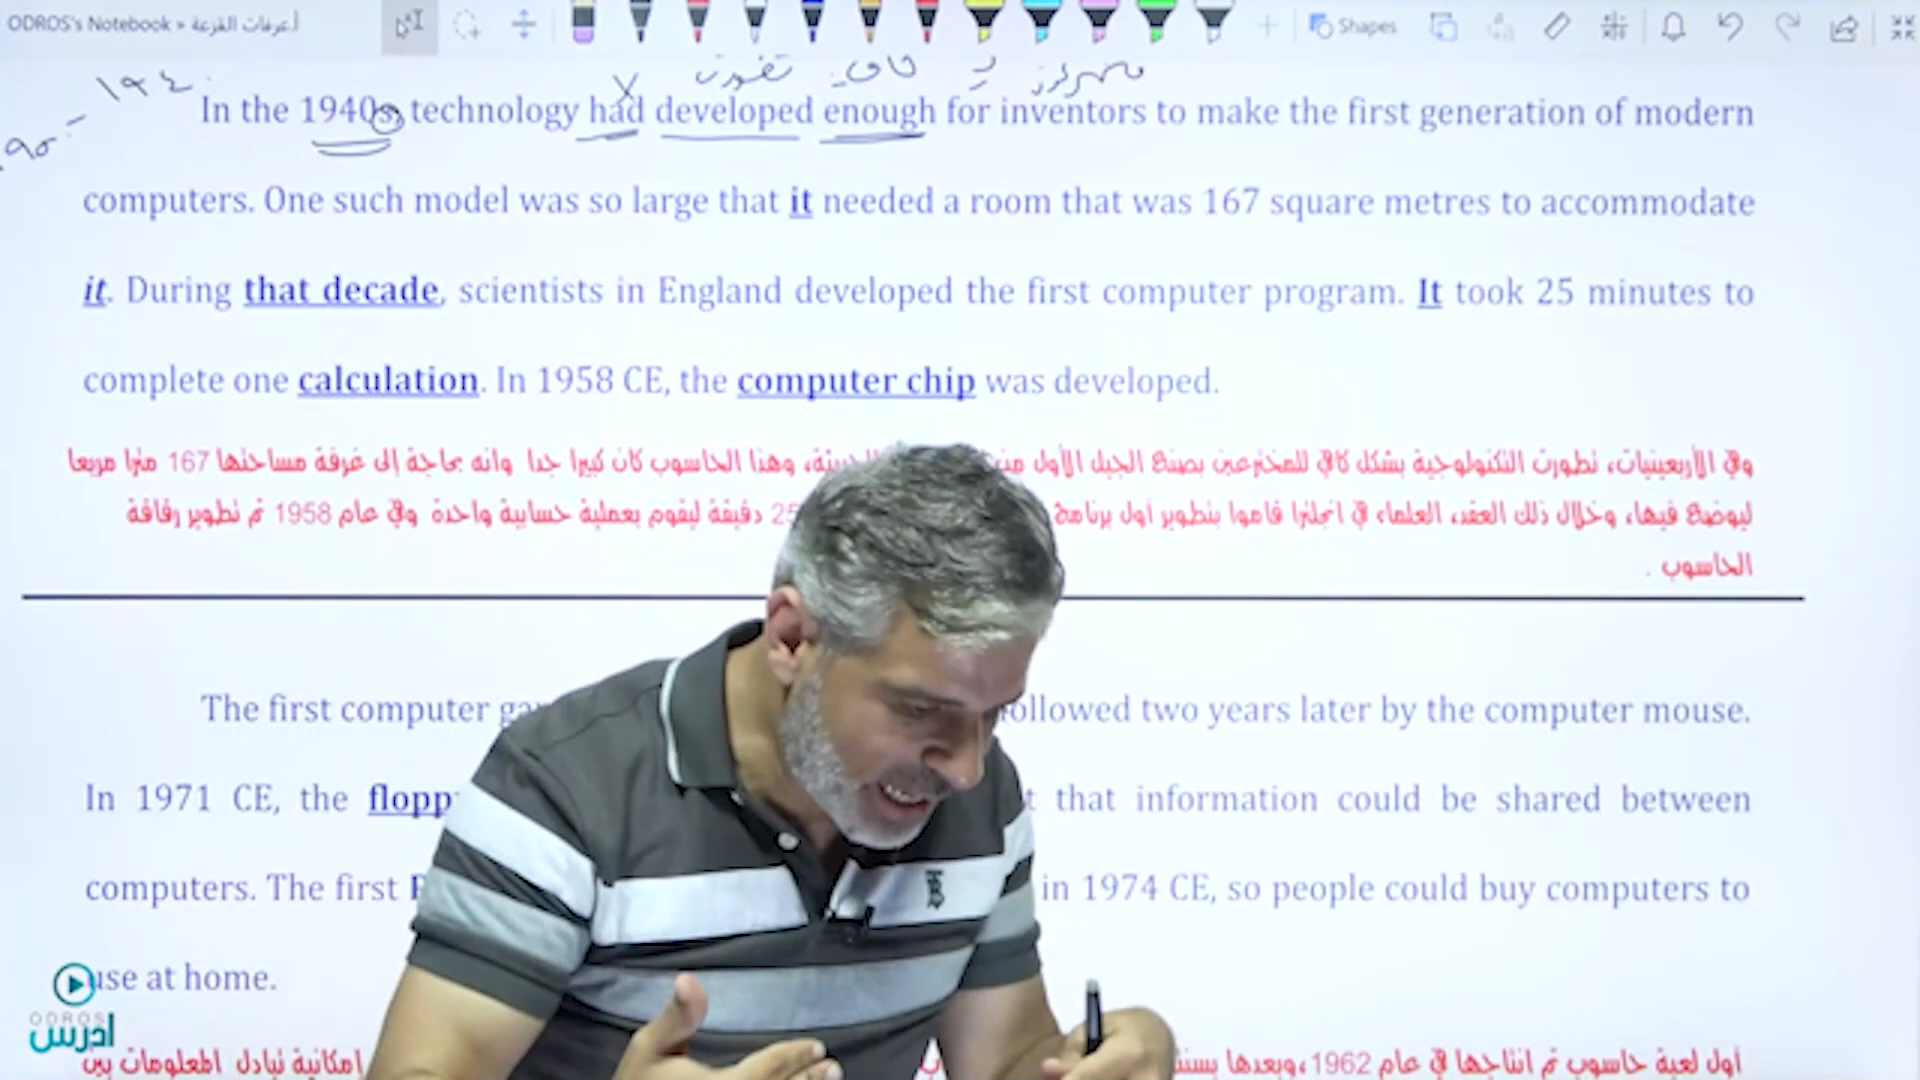 ODROS's Notebook »
Shapes
In the 1940s, technology had developed enough for inventors to make the first generation of modern
computers. One such model was so large that it needed a room that was 167 square metres to accommodate
it. During that decade, scientists in England developed the first computer program. It took 25 minutes to
complete one calculation. In 1958 CE, the computer chip was developed.
وفي الأربعينيات، تطورت التكنولوجية بشكل كافي للمخترعين بصنع الجيل الأول من ، وهذا الحاسوب كان كبيرا جدا وانه بحاجة إلى غرفة مساحتها 167 مترا مربعا
ليوضع فيها، وخلال ذلك العقد، العلماء في انجلترا قاموا بتطوير أول برنامج 25 دقيقة ليقوم بعملية حسابية واحدة وفي عام 1958 تم تطوير رقاقة
الحاسوب .
The first computer followed two years later by the computer mouse.
In 1971 CE, the flopp that information could be shared between
computers. The first in 1974 CE, so people could buy computers to
use at home.
ODROS
ادرس
أول لعبة حاسوب تم انتاجها في عام 1962، وبعدها امكانية تبادل المعلومات بين